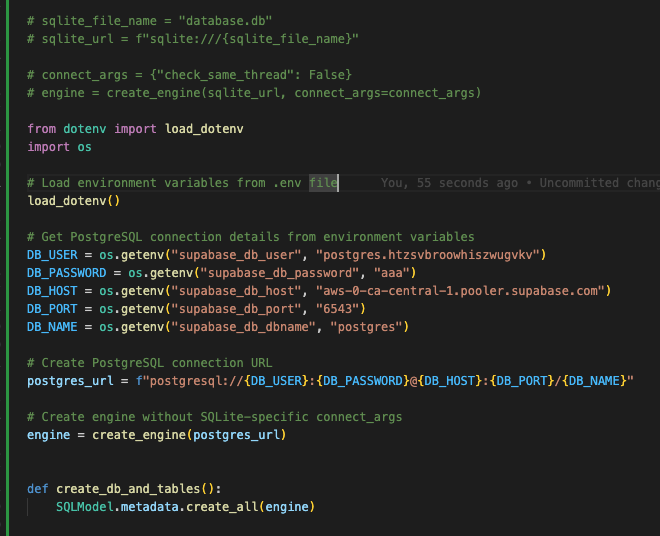 # sqlite_file_name = "database.db"
# sqlite_url = f"sqlite:///{sqlite_file_name}"
# connect_args = {"check_same_thread": False}
# engine = create_engine(sqlite_url, connect_args=connect_args)
from dotenv import load_dotenv
import os
# Load environment variables from .env file You, 55 seconds ago • Uncommitted chang
load_dotenv()
# Get PostgreSQL connection details from environment variables
DB_USER = os.getenv("supabase_db_user", "postgres.htzsvbroowhiszwugvkv")
DB_PASSWORD = os.getenv("supabase_db_password", "aaa")
DB_HOST = os.getenv("supabase_db_host", "aws-0-ca-central-1.pooler.supabase.com")
DB_PORT = os.getenv("supabase_db_port", "6543")
DB_NAME = os.getenv("supabase_db_dbname", "postgres")
# Create PostgreSQL connection URL
postgres_url = f"postgresql://{DB_USER}:{DB_PASSWORD}@{DB_HOST}:{DB_PORT}/{DB_NAME}"
# Create engine without SQLite-specific connect_args
engine = create_engine(postgres_url)
def create_db_and_tables():
    SQLModel.metadata.create_all(engine)